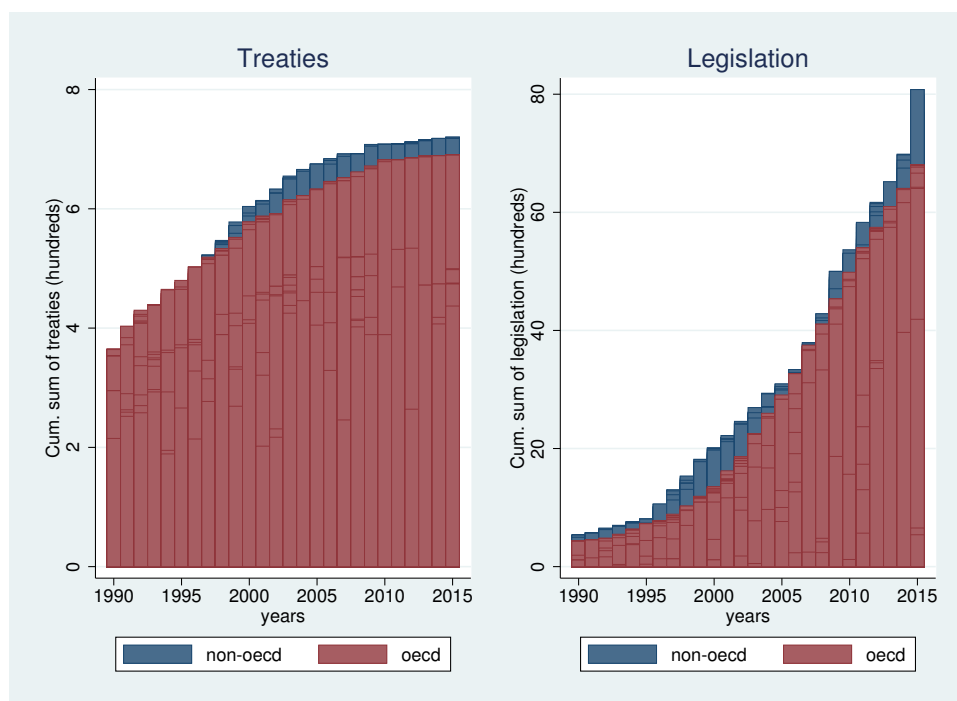 Treaties
Cum. sum of treaties (hundreds)
8
6
4
2
0
1990 1995 2000 2005 2010 2015
years
non-oecd oecd
Legislation
Cum. sum of legislation (hundreds)
80
60
40
20
0
1990 1995 2000 2005 2010 2015
years
non-oecd oecd